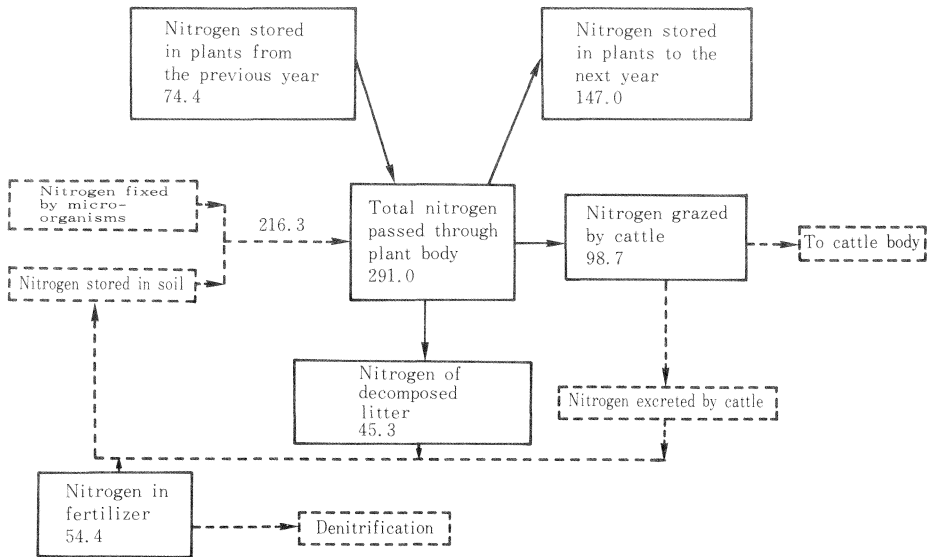 Nitrogen stored
in plants from
the previous year
74.4
Nitrogen stored
in plants to the
next year
147.0
Nitrogen fixed
by micro-
organisms
216.3
Nitrogen stored in soil
Total nitrogen
passed through
plant body
291.0
Nitrogen grazed
by cattle
98.7
To cattle body
Nitrogen of
decomposed
litter
45.3
Nitrogen excreted by cattle
Nitrogen in
fertilizer
54.4
Denitrification